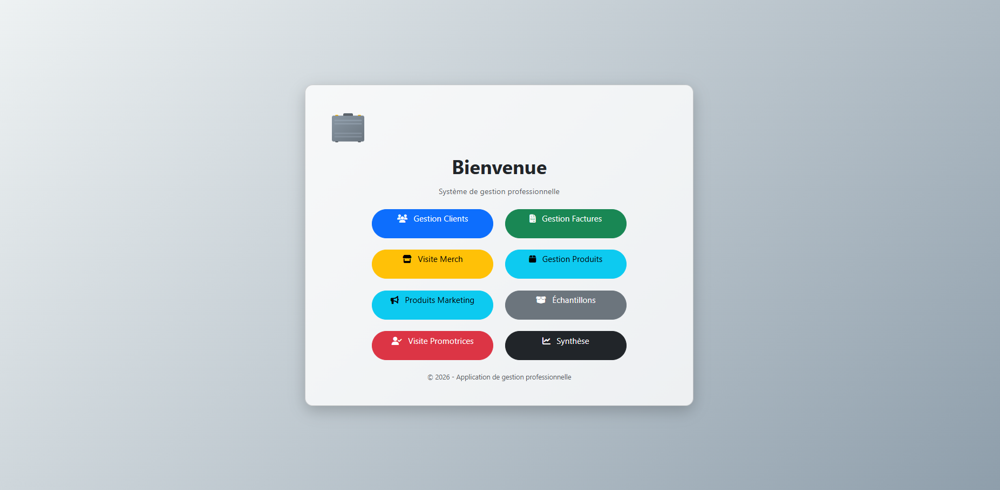 Bienvenue
Système de gestion professionnelle
Gestion Clients
Gestion Factures
Visite Merch
Gestion Produits
Produits Marketing
Échantillons
Visite Promotrices
Synthèse
© 2026 - Application de gestion professionnelle